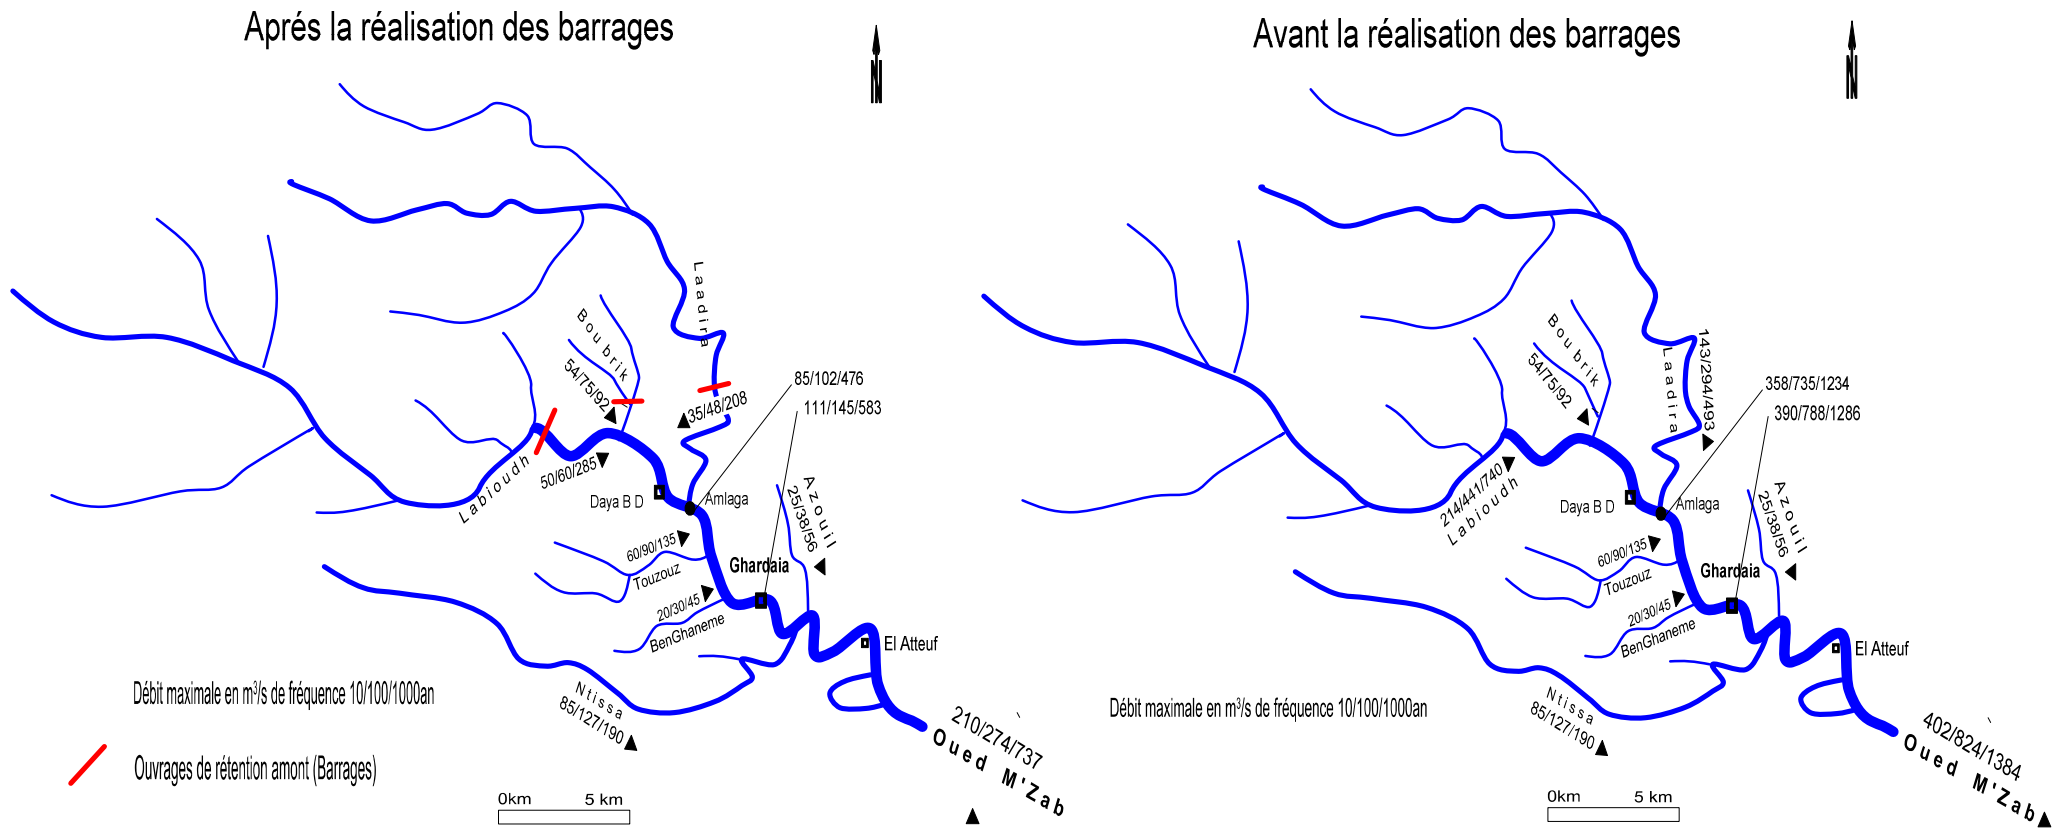 Aprés la réalisation des barrages
N
Laadira
Boubrik
54/75/92
35/48/208
85/102/476
111/145/583
50/60/285
Labioudh
Daya B D
Amlaga
Azouil
25/38/56
60/90/135
Touzouz
Ghardaia
20/30/45
BenGhaneme
El Atteuf
Ntissa
85/127/190
210/274/737
Oued M'Zab
Débit maximale en m³/s de fréquence 10/100/1000an
Ouvrages de rétention amont (Barrages)
0km 5 km
Avant la réalisation des barrages
N
Laadira
143/294/493
Boubrik
54/75/92
358/735/1234
390/788/1286
214/441/740
Labioudh
Daya B D
Amlaga
Azouil
25/38/56
60/90/135
Touzouz
Ghardaia
20/30/45
BenGhaneme
El Atteuf
Ntissa
85/127/190
402/824/1384
Oued M'Zab
Débit maximale en m³/s de fréquence 10/100/1000an
0km 5 km